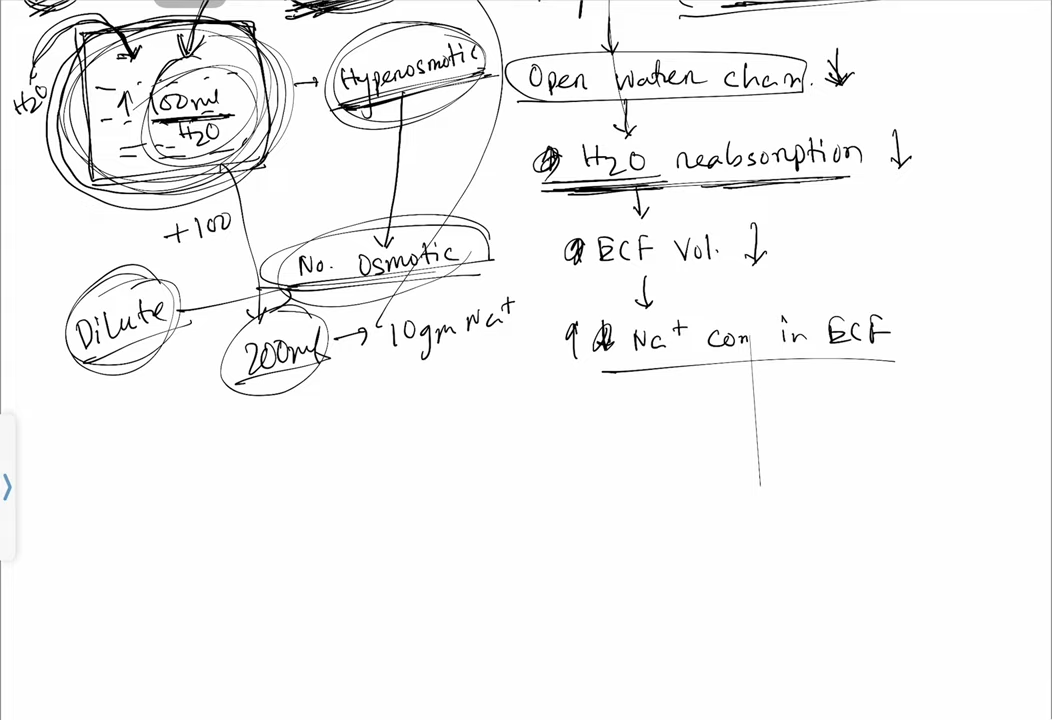 H2O
100ml
H2O
Hyperosmotic
+100
No. Osmotic
Dilute
200ml → 10gm Na+
Open water chan. ↓
H2O reabsorption ↓
ECF Vol. ↓
↑ Na+ con in ECF